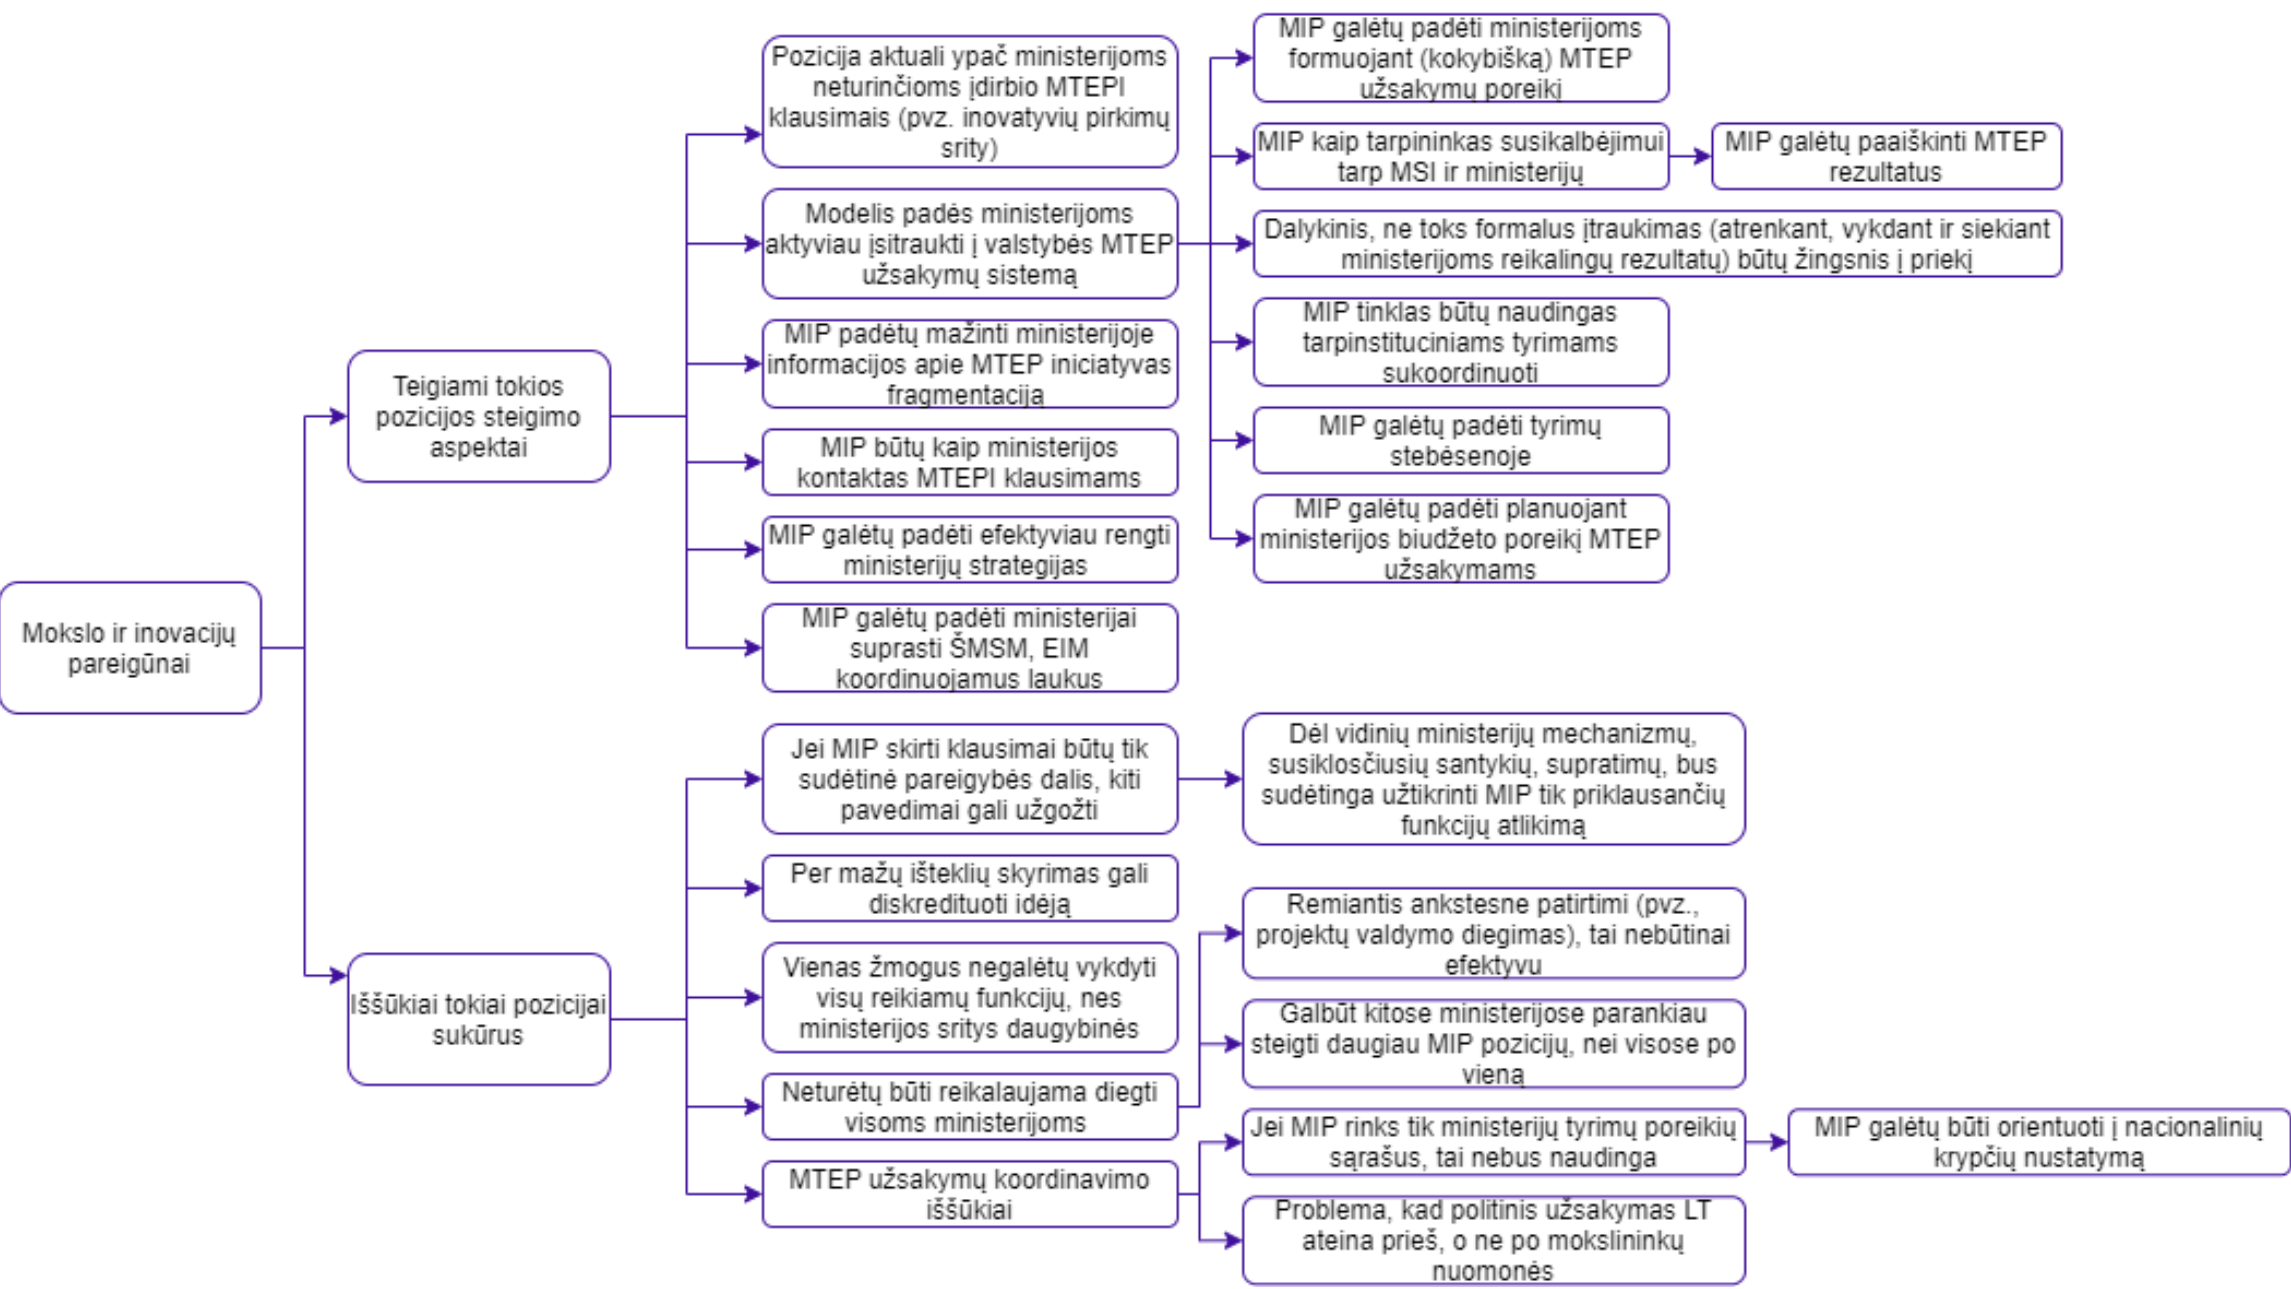 Mokslo ir inovacijų
pareigūnai
Teigiami tokios
pozicijos steigimo
aspektai
Pozicija aktuali ypač ministerijoms
neturinčioms įdirbio MTEPI
klausimais (pvz. inovatyvių pirkimų
srity)
Modelis padės ministerijoms
aktyviau įsitraukti į valstybės MTEP
užsakymų sistemą
MIP galėtų padėti ministerijoms
formuojant (kokybišką) MTEP
užsakymų poreikį
MIP kaip tarpininkas susikalbėjimui
tarp MSI ir ministerijų
MIP galėtų paaiškinti MTEP
rezultatus
Dalykinis, ne toks formalus įtraukimas (atrenkant, vykdant ir siekiant
ministerijoms reikalingų rezultatų) būtų žingsnis į priekį
MIP tinklas būtų naudingas
tarpinstituciniams tyrimams
sukoordinuoti
MIP galėtų padėti tyrimų
stebėsenoje
MIP galėtų padėti planuojant
ministerijos biudžeto poreikį MTEP
užsakymams
MIP padėtų mažinti ministerijoje
informacijos apie MTEP iniciatyvas
fragmentaciją
MIP būtų kaip ministerijos
kontaktas MTEPI klausimams
MIP galėtų padėti efektyviau rengti
ministerijų strategijas
MIP galėtų padėti ministerijai
suprasti ŠMSM, EIM
koordinuojamus laukus
Iššūkiai tokiai pozicijai
sukūrus
Jei MIP skirti klausimai būtų tik
sudėtinė pareigybės dalis, kiti
pavedimai gali užgožti
Dėl vidinių ministerijų mechanizmų,
susiklosčiusių santykių, supratimų, bus
sudėtinga užtikrinti MIP tik priklausančių
funkcijų atlikimą
Per mažų išteklių skyrimas gali
diskredituoti idėją
Vienas žmogus negalėtų vykdyti
visų reikiamų funkcijų, nes
ministerijos sritys daugybinės
Neturėtų būti reikalaujama diegti
visoms ministerijoms
Remiantis ankstesne patirtimi (pvz.,
projektų valdymo diegimas), tai nebūtinai
efektyvu
Galbūt kitose ministerijose parankiau
steigti daugiau MIP pozicijų, nei visose po
vieną
MTEP užsakymų koordinavimo
iššūkiai
Jei MIP rinks tik ministerijų tyrimų poreikių
sąrašus, tai nebus naudinga
MIP galėtų būti orientuoti į nacionalinių
krypčių nustatymą
Problema, kad politinis užsakymas LT
ateina prieš, o ne po mokslininkų
nuomonės